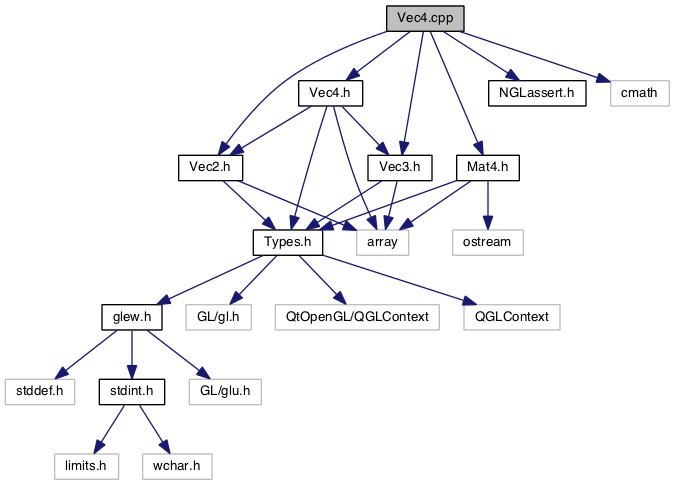 Vec4.cpp
Vec4.h
NGLassert.h
cmath
Vec2.h
Vec3.h
Mat4.h
Types.h
array
ostream
glew.h
GL/gl.h
QtOpenGL/QGLContext
QGLContext
stddef.h
stdint.h
GL/glu.h
limits.h
wchar.h